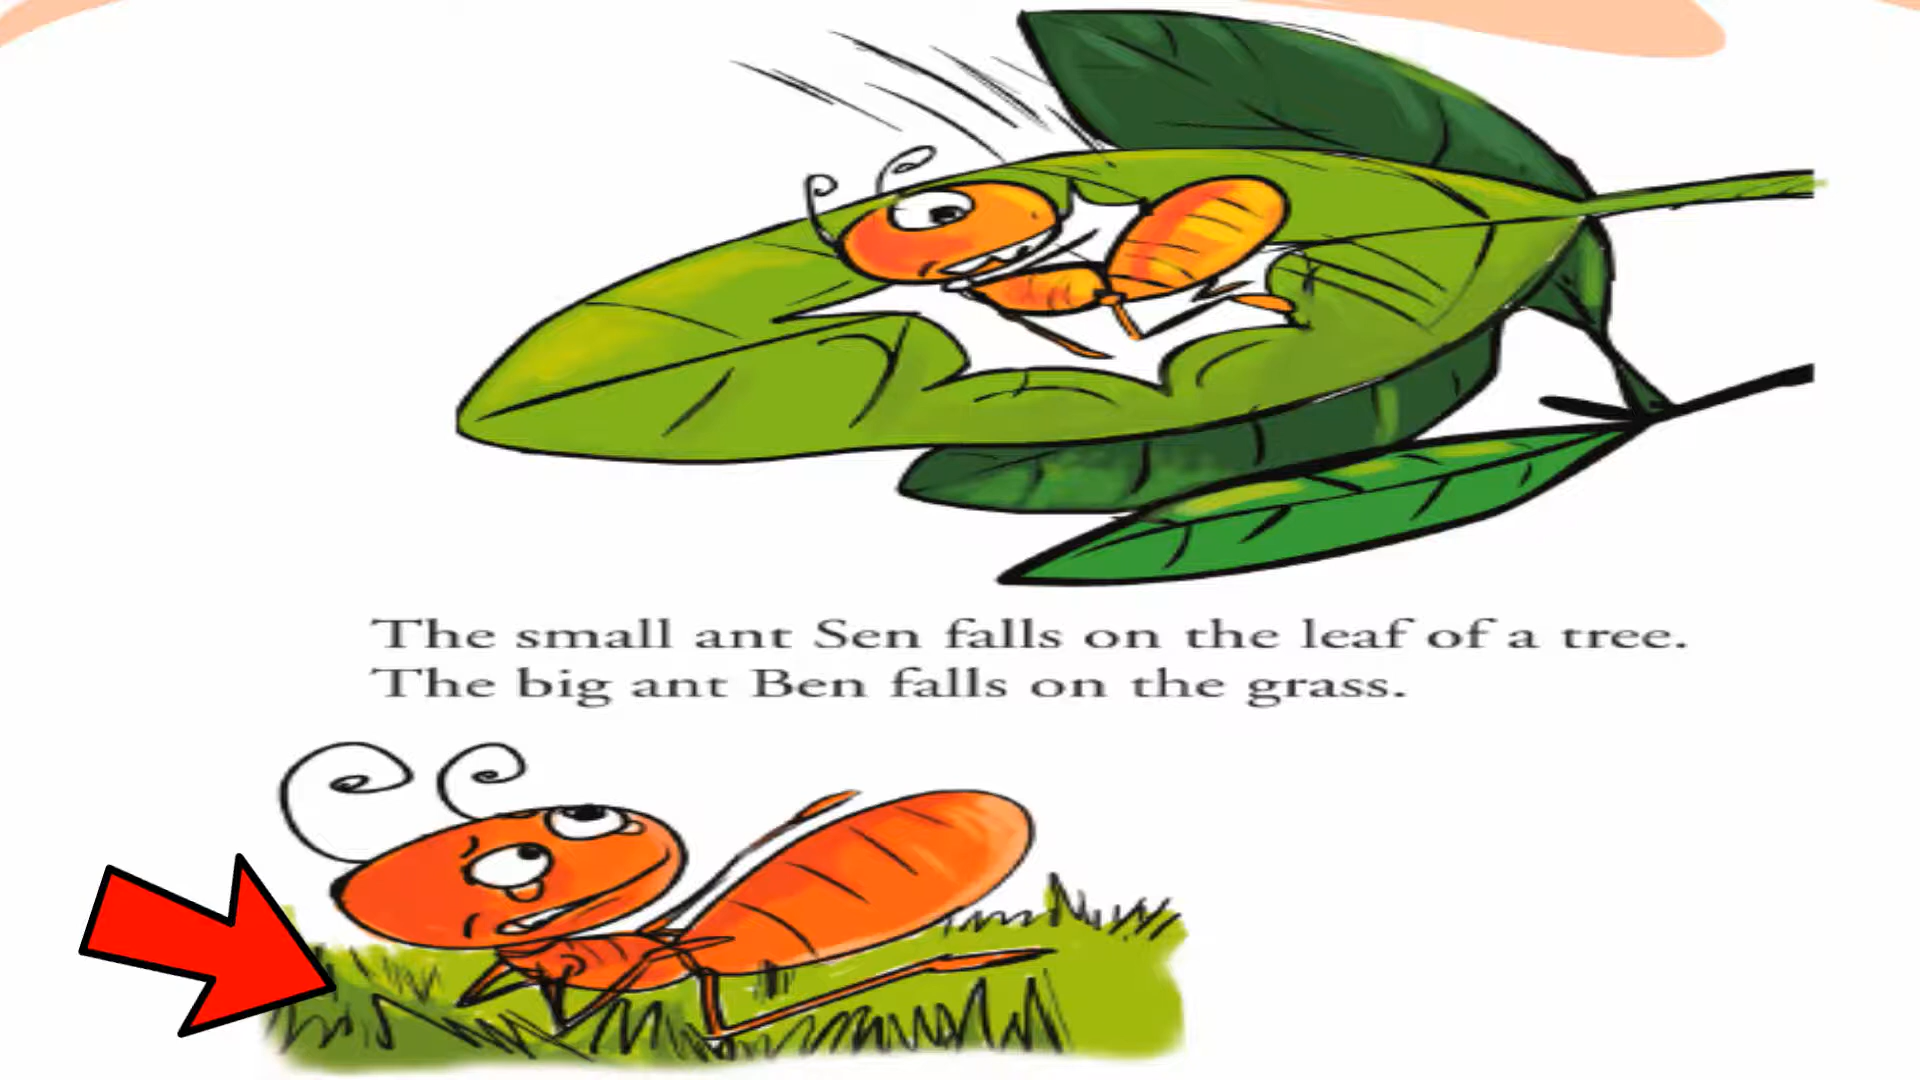 The small ant Sen falls on the leaf of a tree.
The big ant Ben falls on the grass.